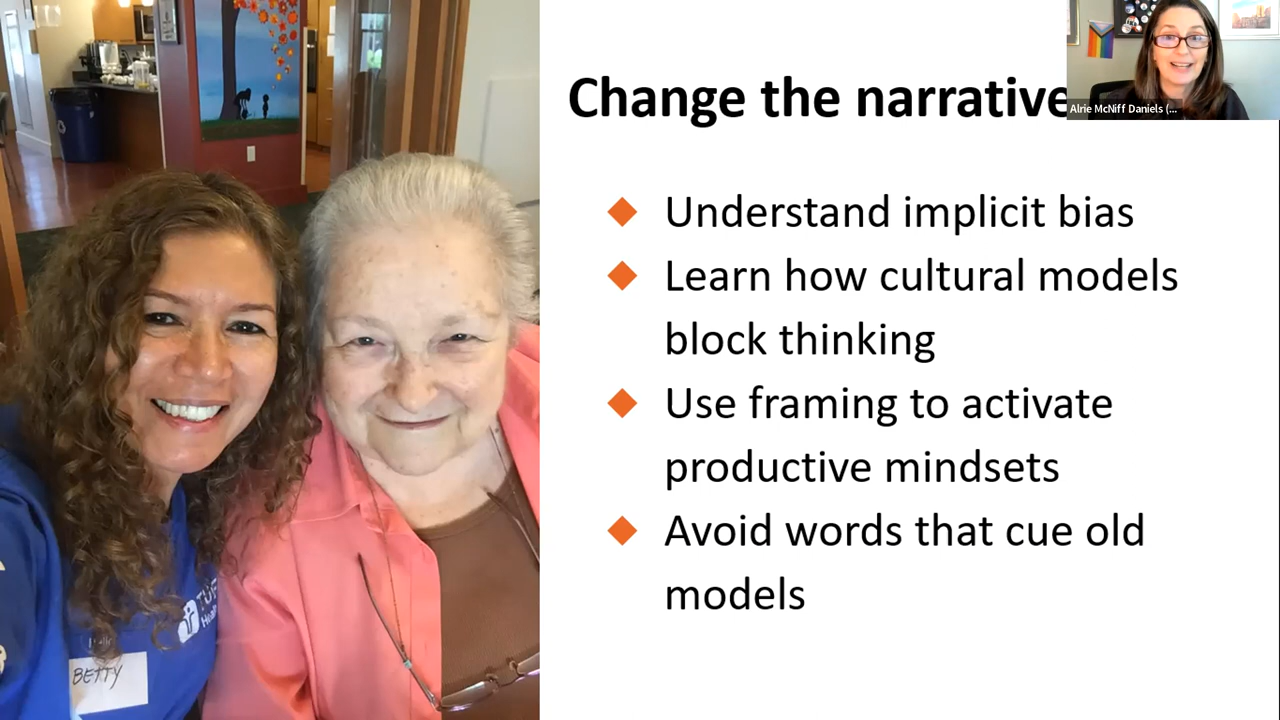 Change the narrative
Alrie McNiff Daniels (...
Understand implicit bias
Learn how cultural models
block thinking
Use framing to activate
productive mindsets
Avoid words that cue old
models
BETTY